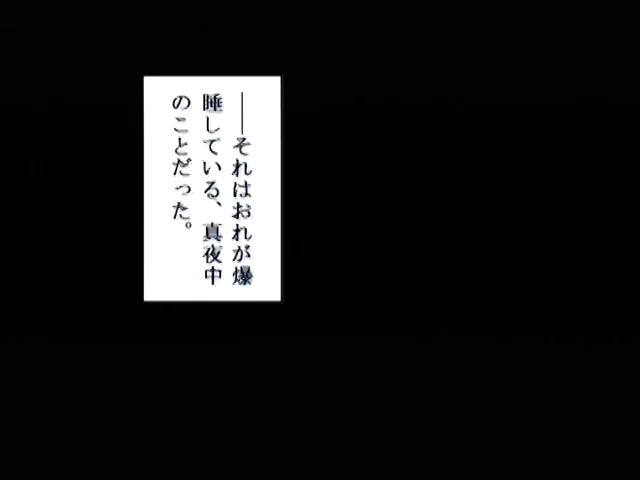 ――それはおれが爆
睡している、真夜中
のことだった。